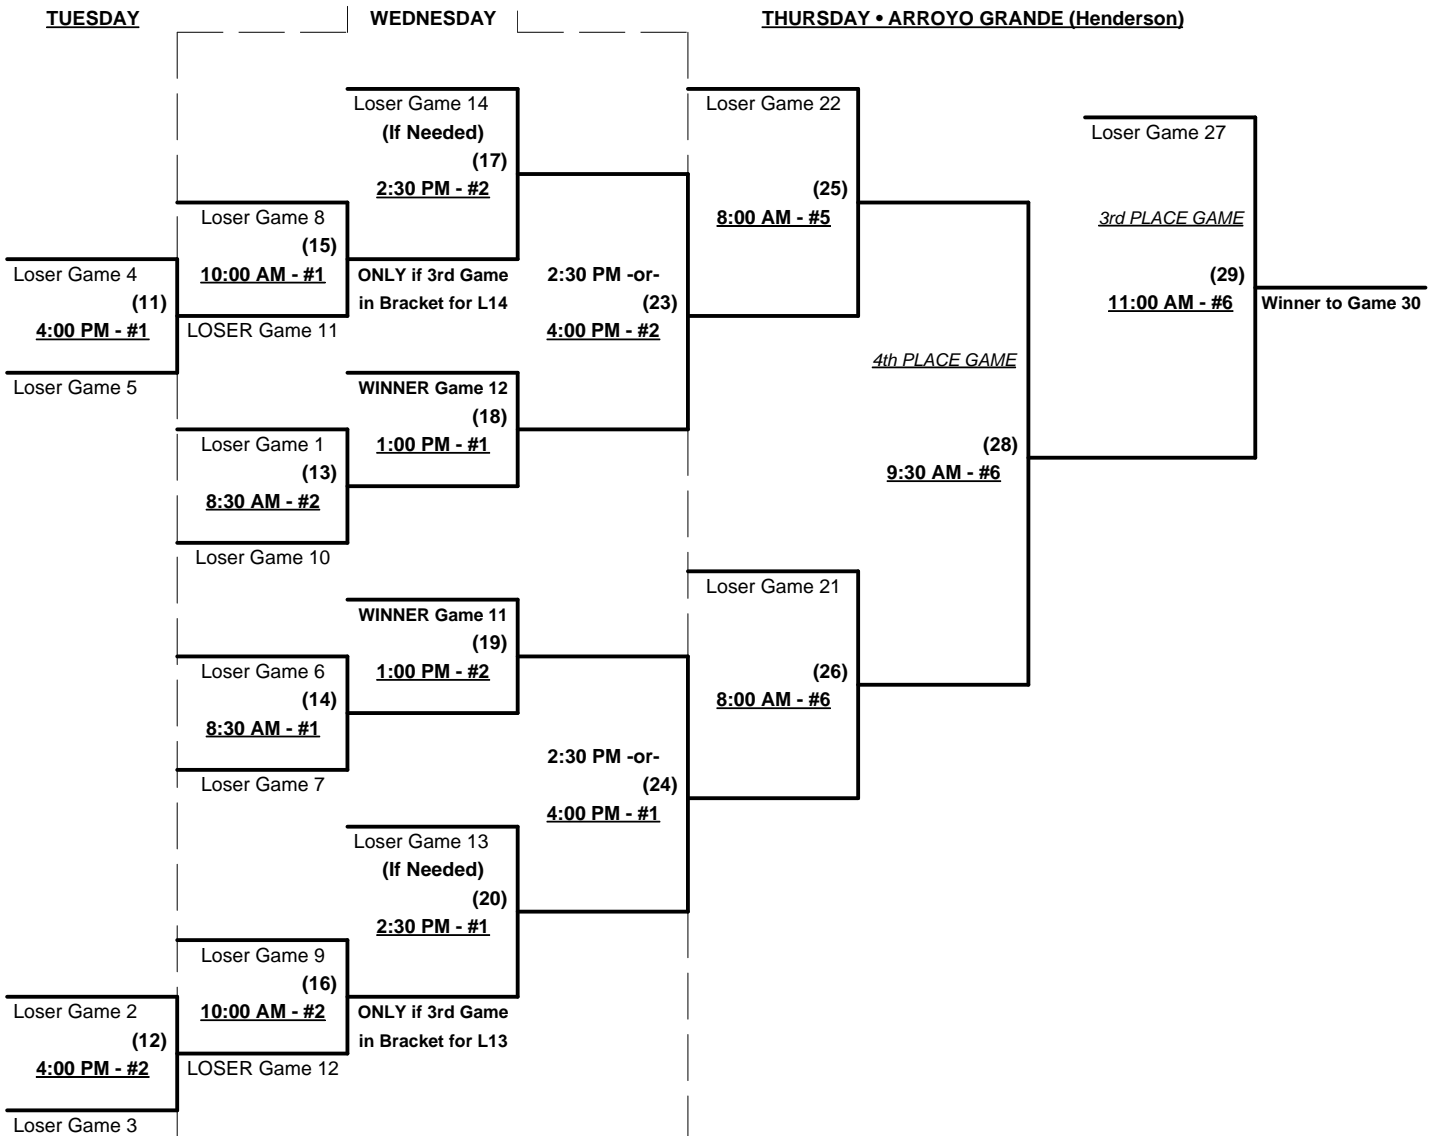 TUESDAY
WEDNESDAY
THURSDAY • ARROYO GRANDE (Henderson)
Loser Game 4
(11)
4:00 PM - #1
Loser Game 5
Loser Game 2
(12)
4:00 PM - #2
Loser Game 3
Loser Game 8
(15)
10:00 AM - #1
LOSER Game 11
Loser Game 1
(13)
8:30 AM - #2
Loser Game 10
Loser Game 6
(14)
8:30 AM - #1
Loser Game 7
Loser Game 9
(16)
10:00 AM - #2
LOSER Game 12
Loser Game 14
(If Needed)
(17)
2:30 PM - #2
ONLY if 3rd Game
in Bracket for L14
WINNER Game 12
(18)
1:00 PM - #1
WINNER Game 11
(19)
1:00 PM - #2
Loser Game 13
(If Needed)
(20)
2:30 PM - #1
ONLY if 3rd Game
in Bracket for L13
2:30 PM -or-
(23)
4:00 PM - #2
2:30 PM -or-
(24)
4:00 PM - #1
Loser Game 22
(25)
8:00 AM - #5
Loser Game 21
(26)
8:00 AM - #6
4th PLACE GAME
(28)
9:30 AM - #6
Loser Game 27
3rd PLACE GAME
(29)
11:00 AM - #6
Winner to Game 30